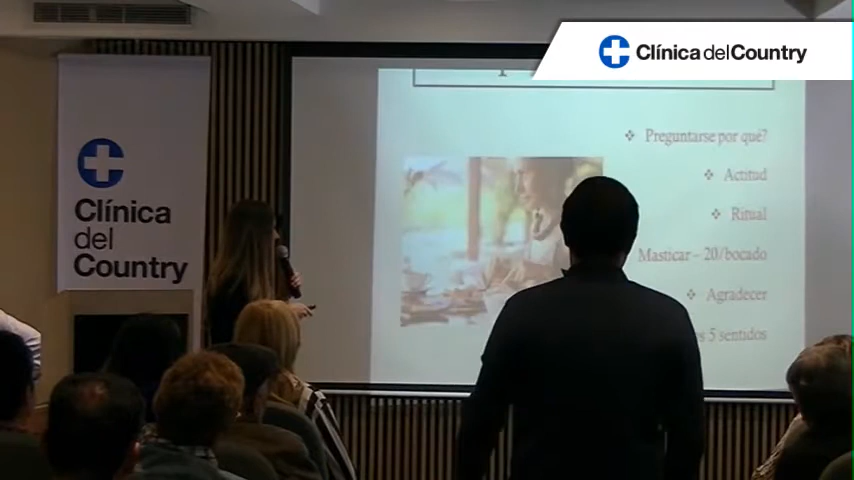 Clínica del Country
Clínica
del
Country
Preguntarse por qué?
Actitud
Ritual
Masticar – 20/bocado
Agradecer
5 sentidos